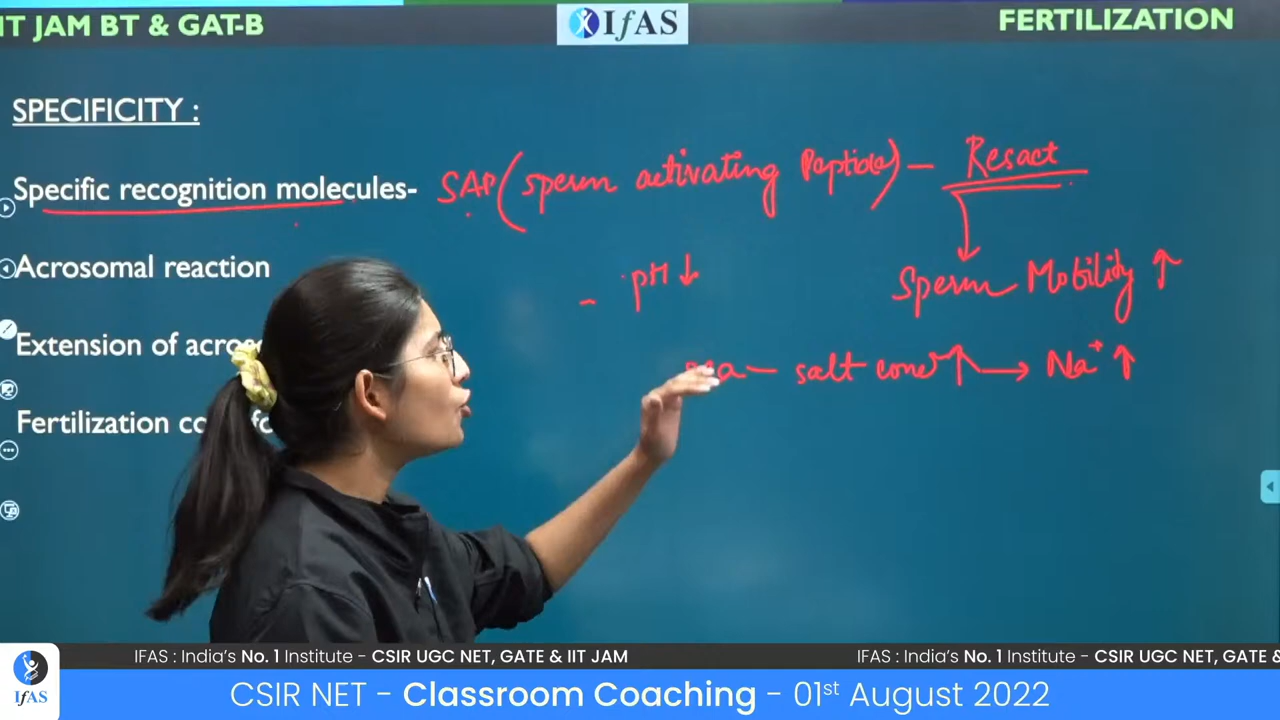 IIT JAM BT & GAT-B
IfAS
FERTILIZATION
SPECIFICITY :
Specific recognition molecules- SAP (sperm activating Peptide) – Resact
Acrosomal reaction
- pH ↓
Sperm Mobility ↑
Extension of acro
sea – salt conc ↑ → Na+ ↑
Fertilization co
IFAS : India's No. 1 Institute - CSIR UGC NET, GATE & IIT JAM
IFAS : India's No. 1 Institute - CSIR UGC NET, GATE &
IfAS
CSIR NET - Classroom Coaching - 01st August 2022